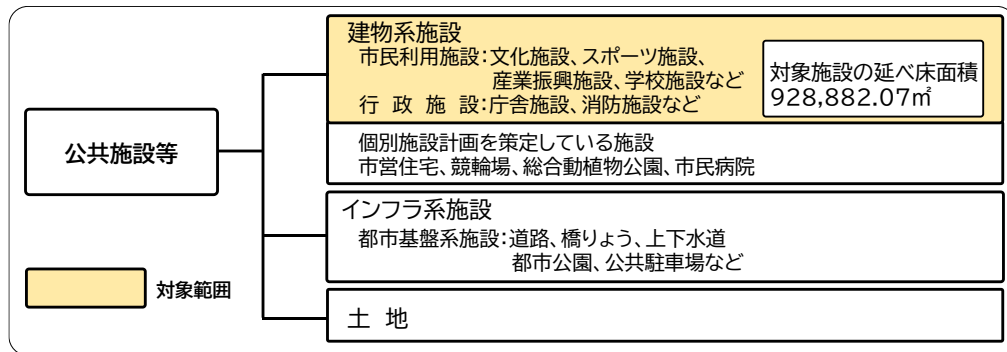 建物系施設
市民利用施設：文化施設、スポーツ施設、
産業振興施設、学校施設など
行 政 施 設：庁舎施設、消防施設など
対象施設の延べ床面積
928,882.07㎡
公共施設等
個別施設計画を策定している施設
市営住宅、競輪場、総合動植物公園、市民病院
インフラ系施設
都市基盤系施設：道路、橋りょう、上下水道
都市公園、公共駐車場など
対象範囲
土 地